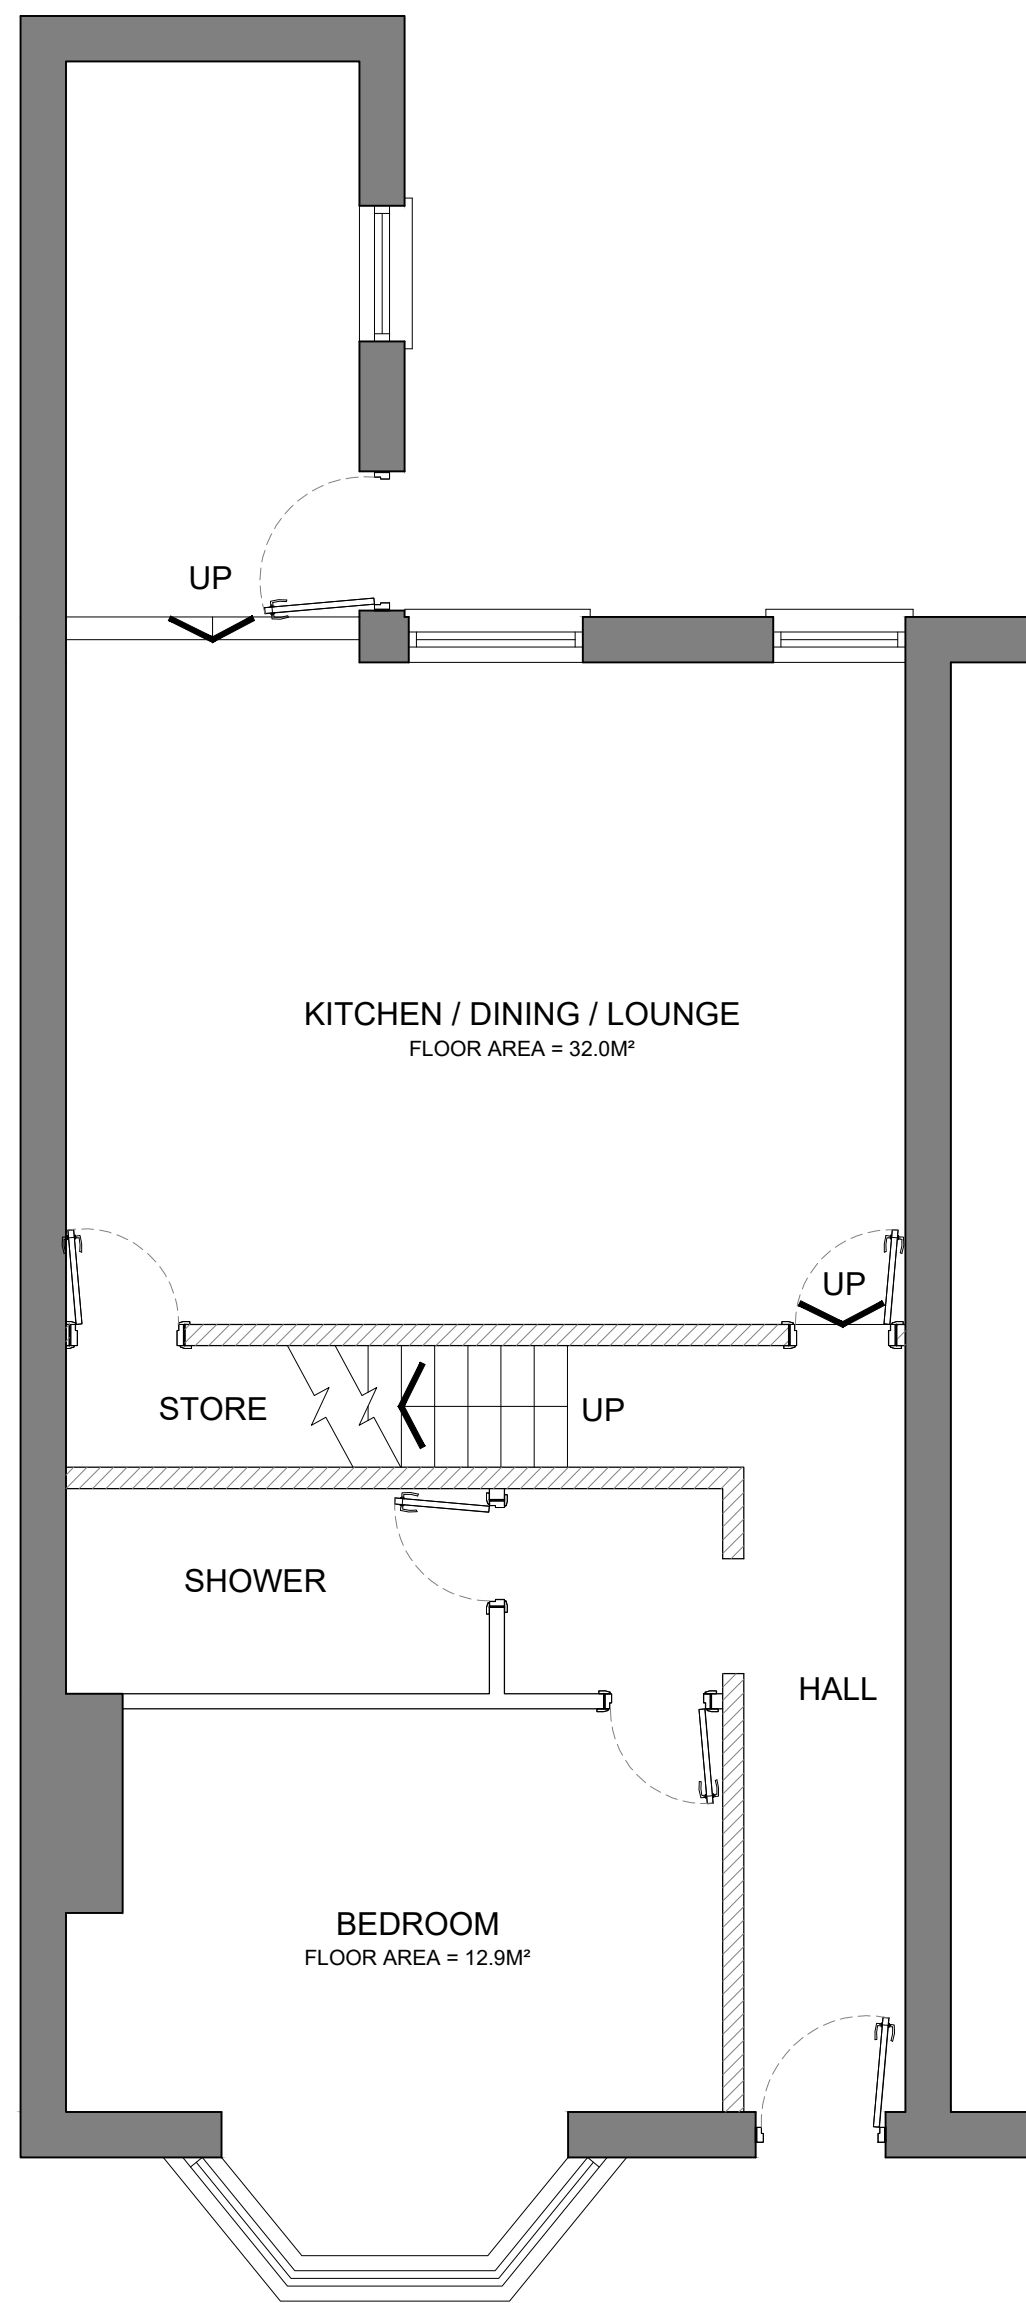 UP
KITCHEN / DINING / LOUNGE
FLOOR AREA = 32.0M²
UP
STORE
UP
SHOWER
HALL
BEDROOM
FLOOR AREA = 12.9M²